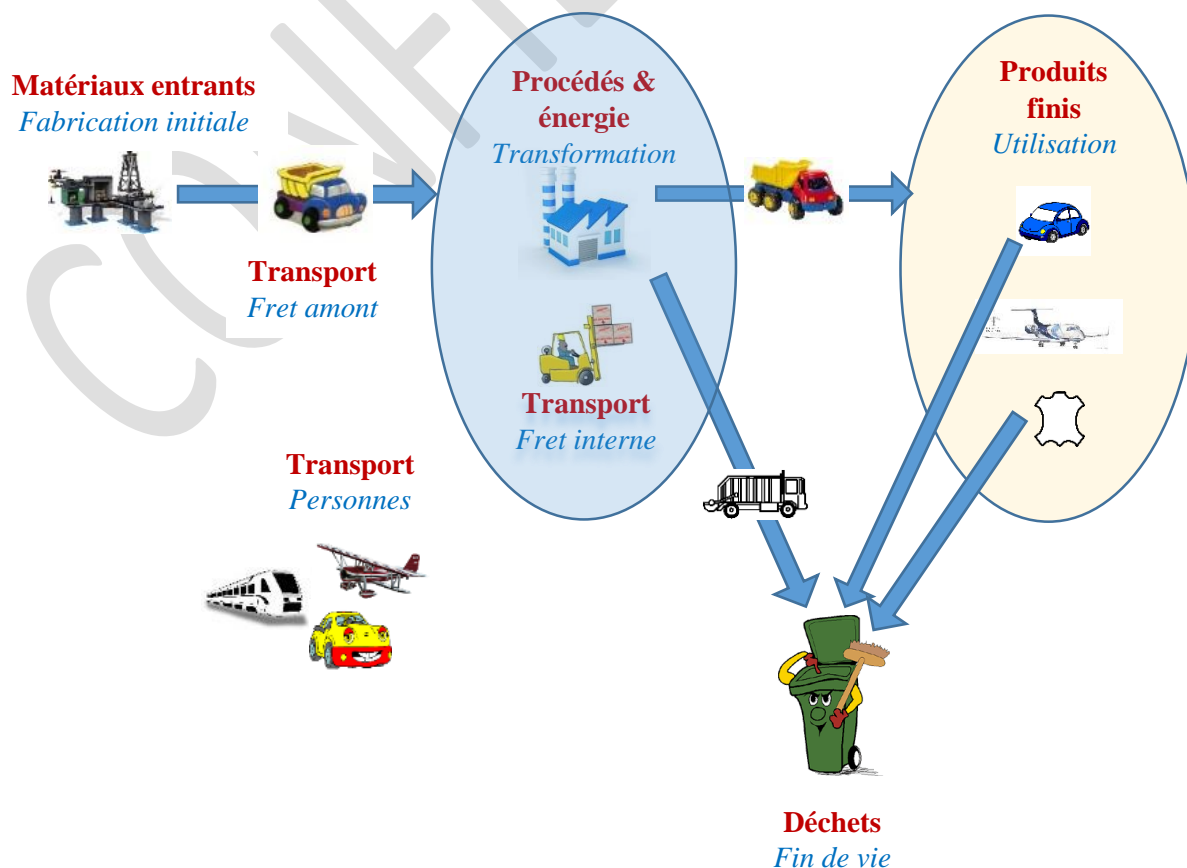 Matériaux entrants
Fabrication initiale
Transport
Fret amont
Procédés &
énergie
Transformation
Transport
Fret interne
Produits
finis
Utilisation
Transport
Personnes
Déchets
Fin de vie
CONFI